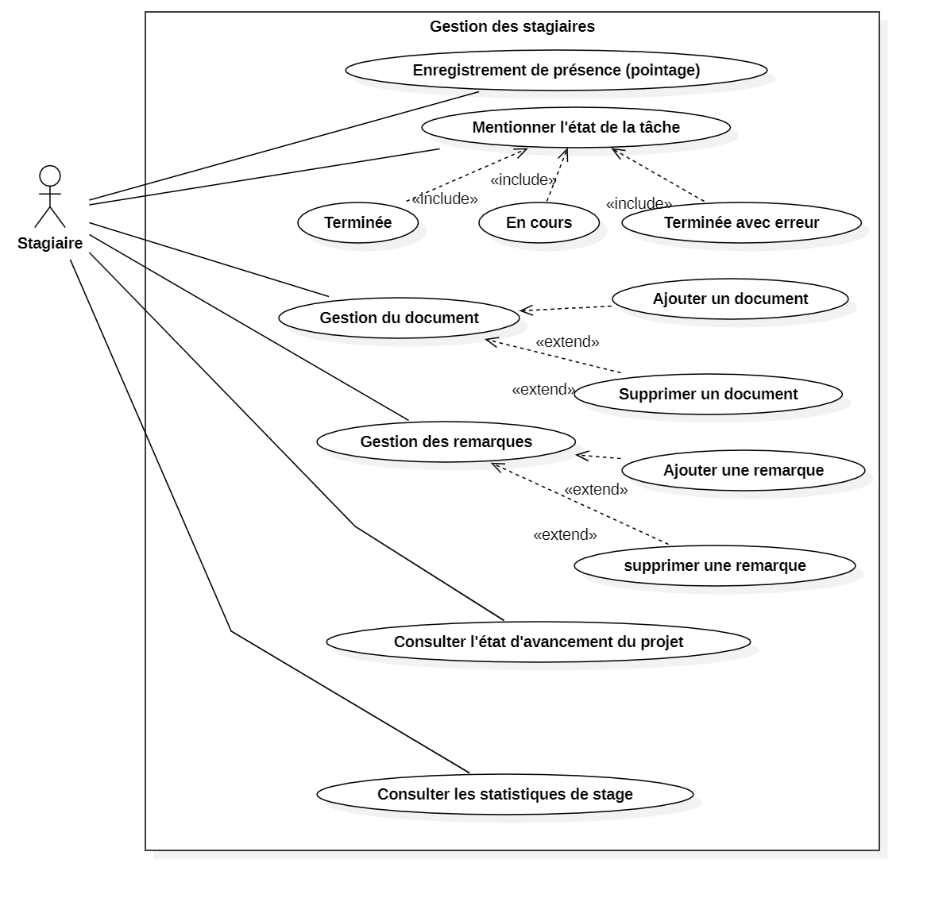 Gestion des stagiaires
Enregistrement de présence (pointage)
Mentionner l'état de la tâche
«include»
«include»
«include»
Terminée
En cours
Terminée avec erreur
Stagiaire
Ajouter un document
Gestion du document
«extend»
«extend»
Supprimer un document
Gestion des remarques
Ajouter une remarque
«extend»
«extend»
supprimer une remarque
Consulter l'état d'avancement du projet
Consulter les statistiques de stage